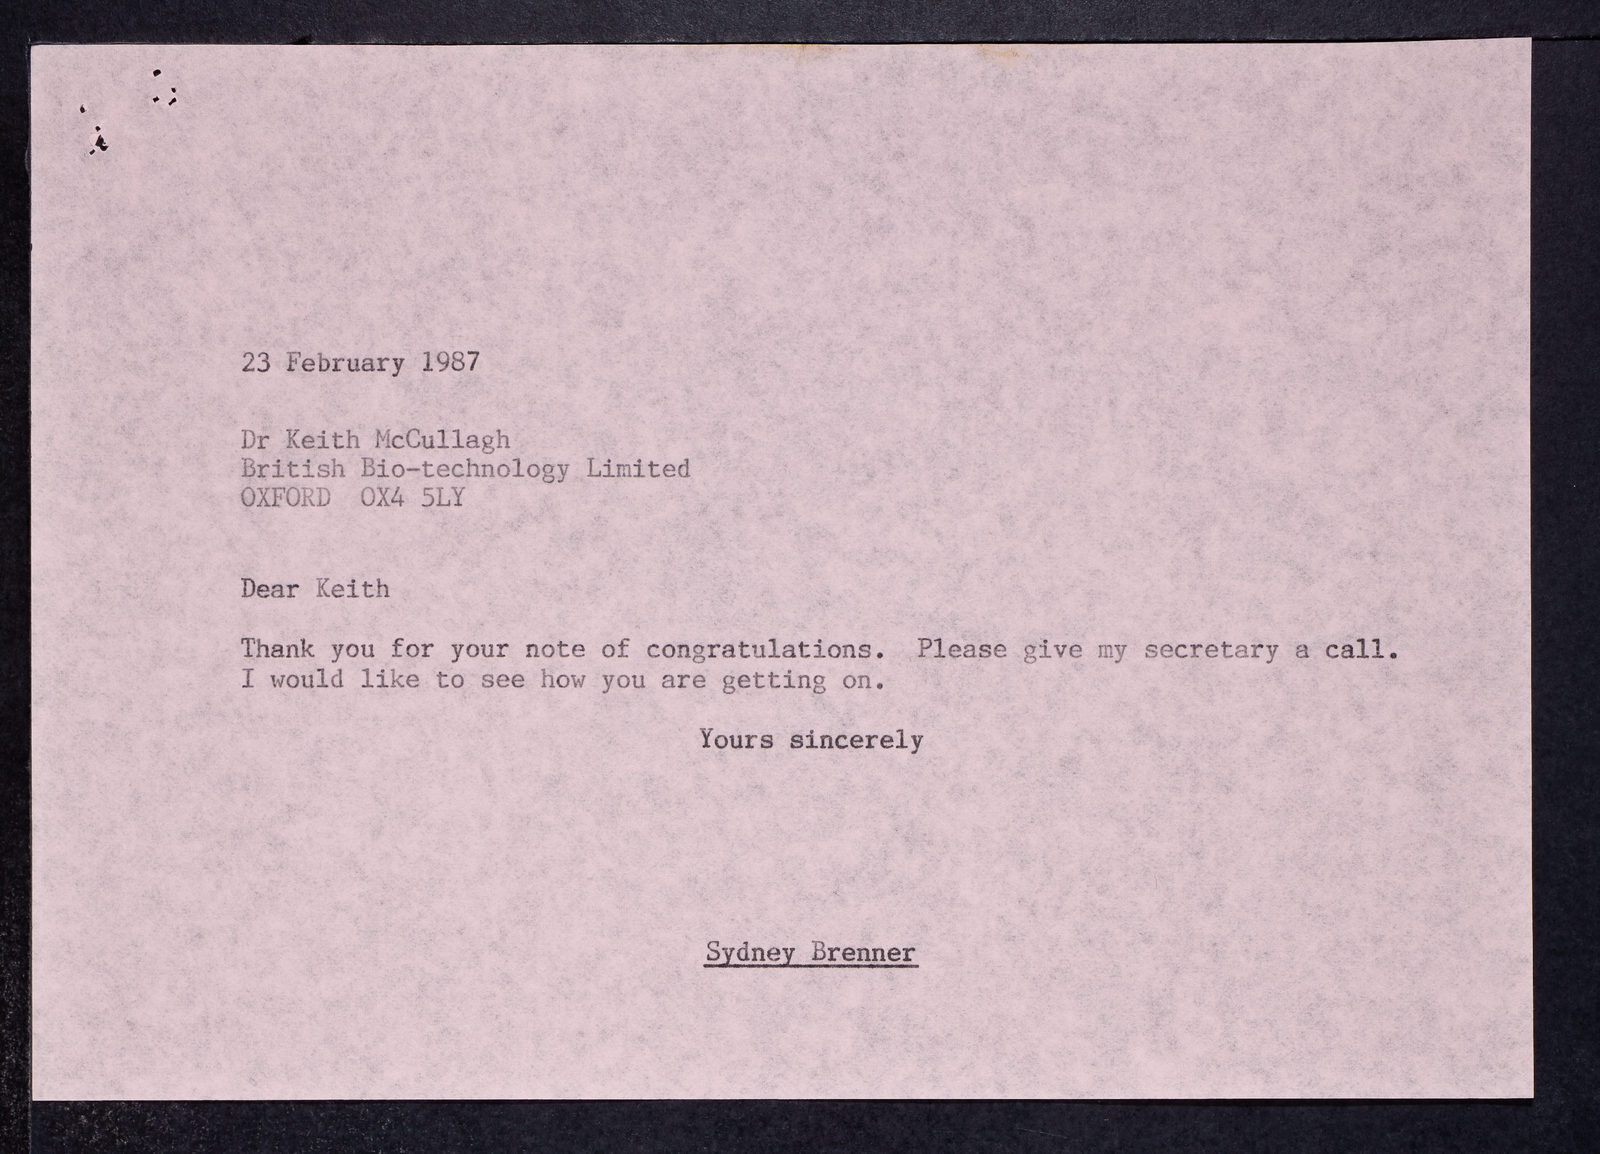 23 February 1987
Dr Keith McCullagh
British Bio-technology Limited
OXFORD  OX4 5LY
Dear Keith
Thank you for your note of congratulations.  Please give my secretary a call.
I would like to see how you are getting on.
Yours sincerely
Sydney Brenner